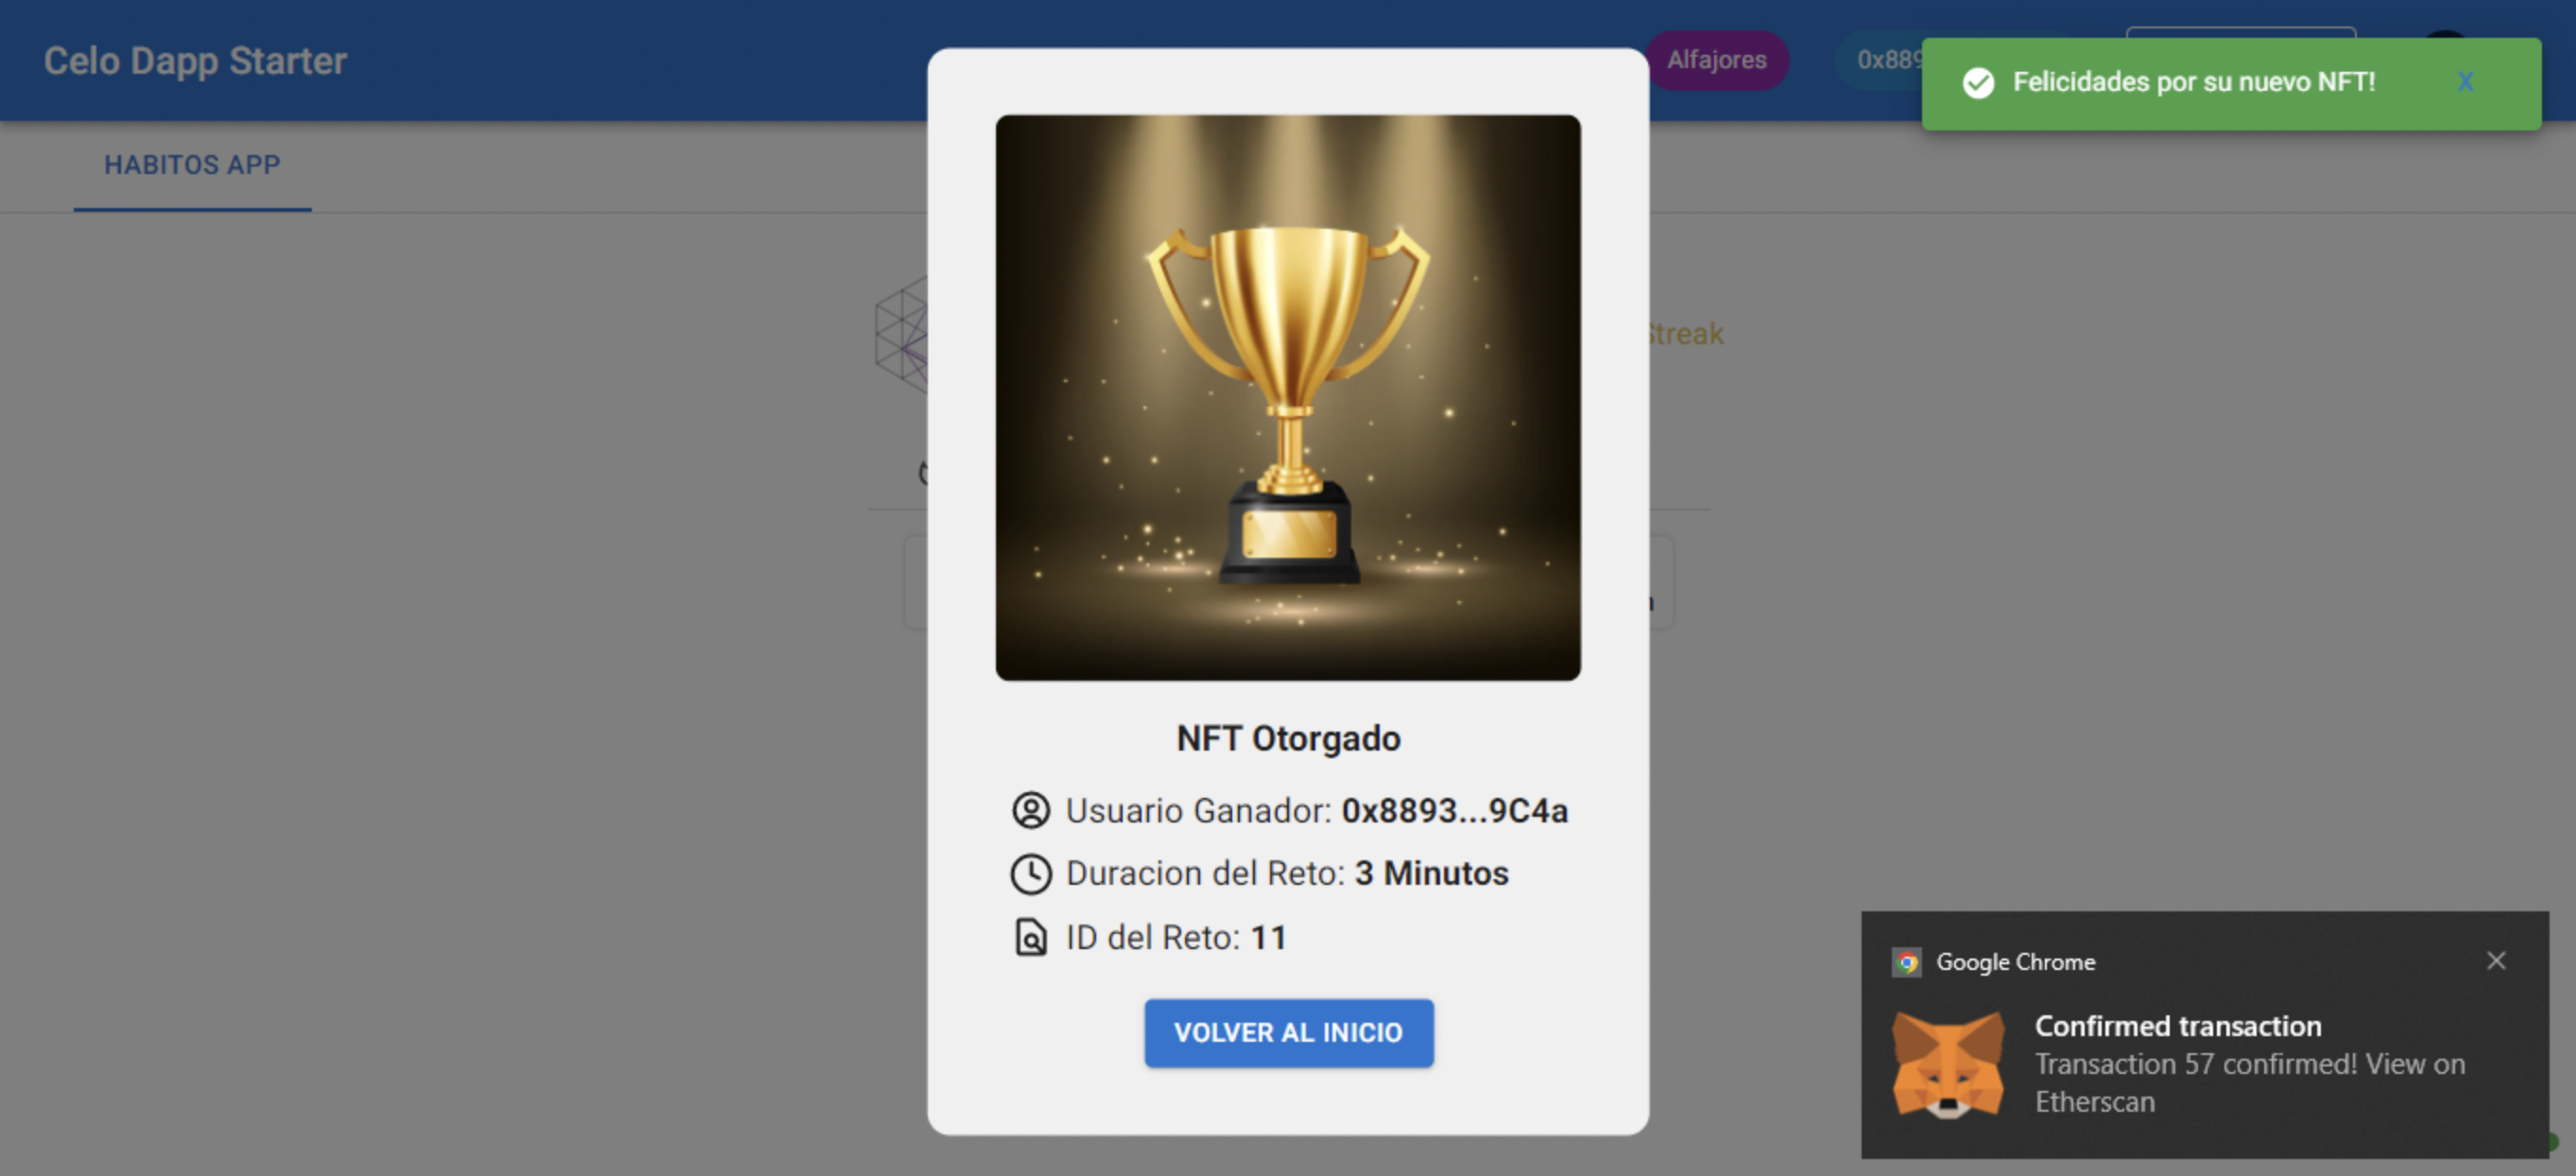 Celo Dapp Starter
Alfajores
0x889
Felicidades por su nuevo NFT!
X
HABITOS APP
Streak
NFT Otorgado
Usuario Ganador: 0x8893...9C4a
Duracion del Reto: 3 Minutos
ID del Reto: 11
VOLVER AL INICIO
Google Chrome
Confirmed transaction
Transaction 57 confirmed! View on
Etherscan